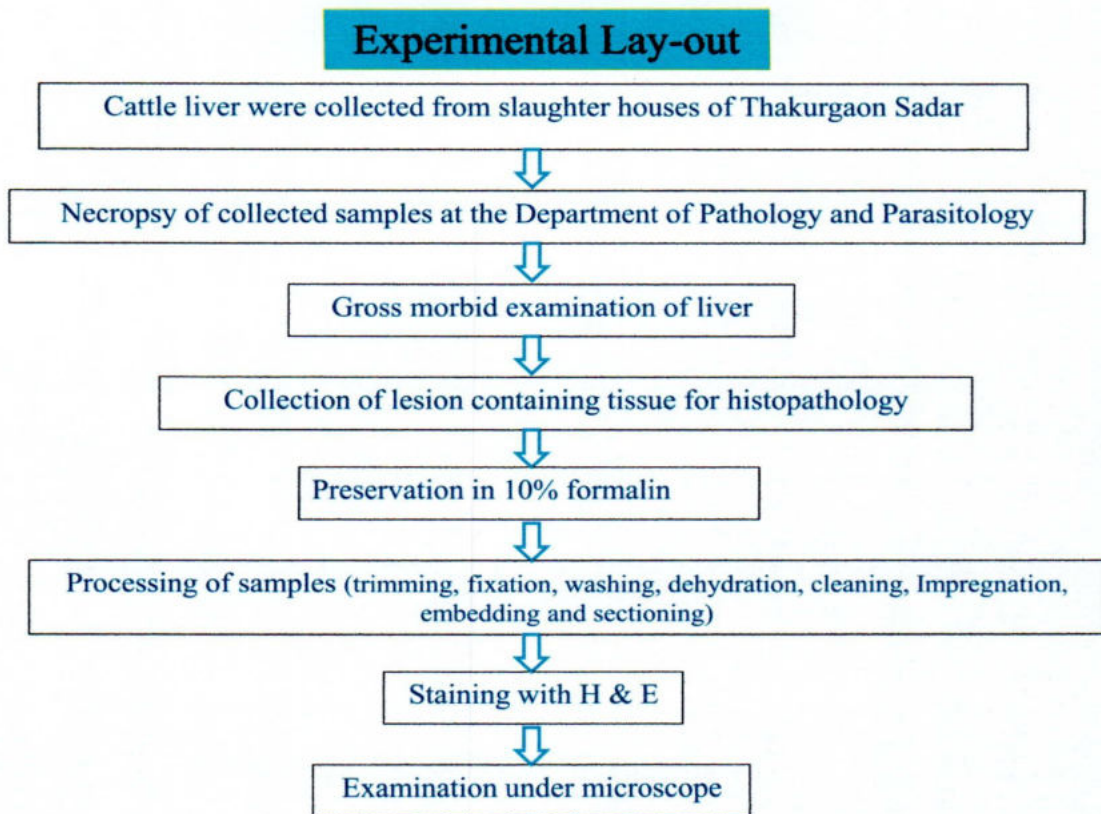 Experimental Lay-out
Cattle liver were collected from slaughter houses of Thakurgaon Sadar
Necropsy of collected samples at the Department of Pathology and Parasitology
Gross morbid examination of liver
Collection of lesion containing tissue for histopathology
Preservation in 10% formalin
Processing of samples (trimming, fixation, washing, dehydration, cleaning, Impregnation,
embedding and sectioning)
Staining with H & E
Examination under microscope